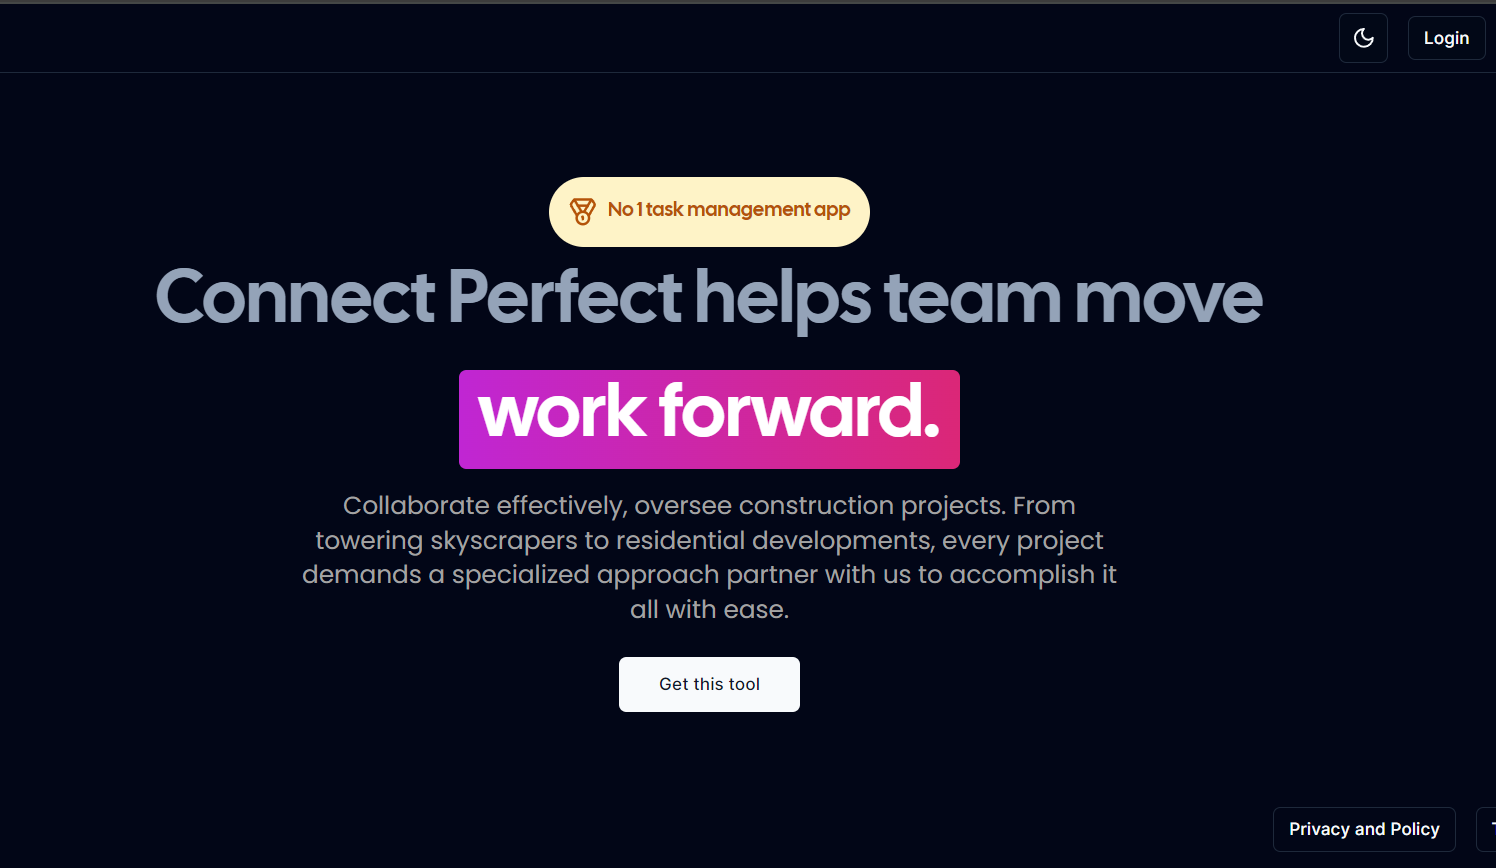 Login
No 1 task management app
Connect Perfect helps team move
work forward.
Collaborate effectively, oversee construction projects. From
towering skyscrapers to residential developments, every project
demands a specialized approach partner with us to accomplish it
all with ease.
Get this tool
Privacy and Policy